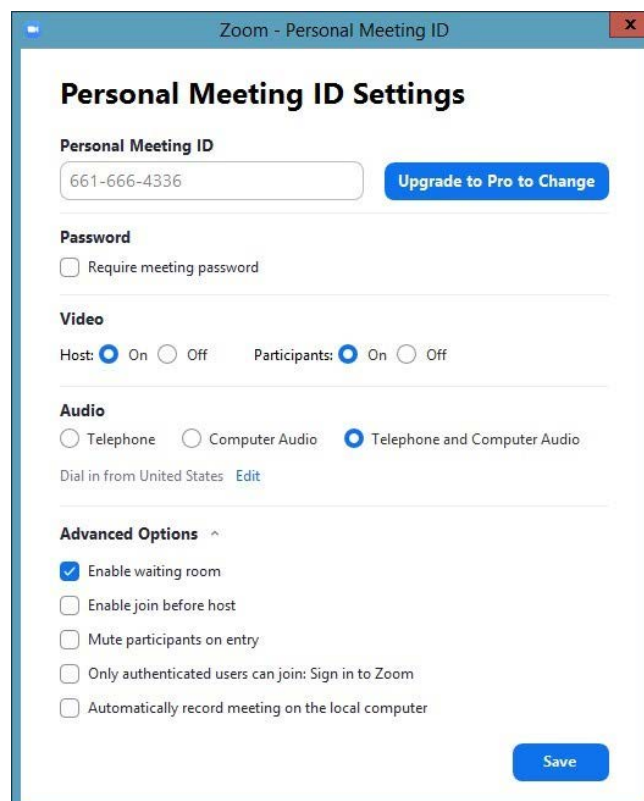 Zoom - Personal Meeting ID
x
Personal Meeting ID Settings
Personal Meeting ID
661-666-4336 Upgrade to Pro to Change
Password
Require meeting password
Video
Host: On Off Participants: On Off
Audio
Telephone Computer Audio Telephone and Computer Audio
Dial in from United States Edit
Advanced Options
Enable waiting room
Enable join before host
Mute participants on entry
Only authenticated users can join: Sign in to Zoom
Automatically record meeting on the local computer
Save